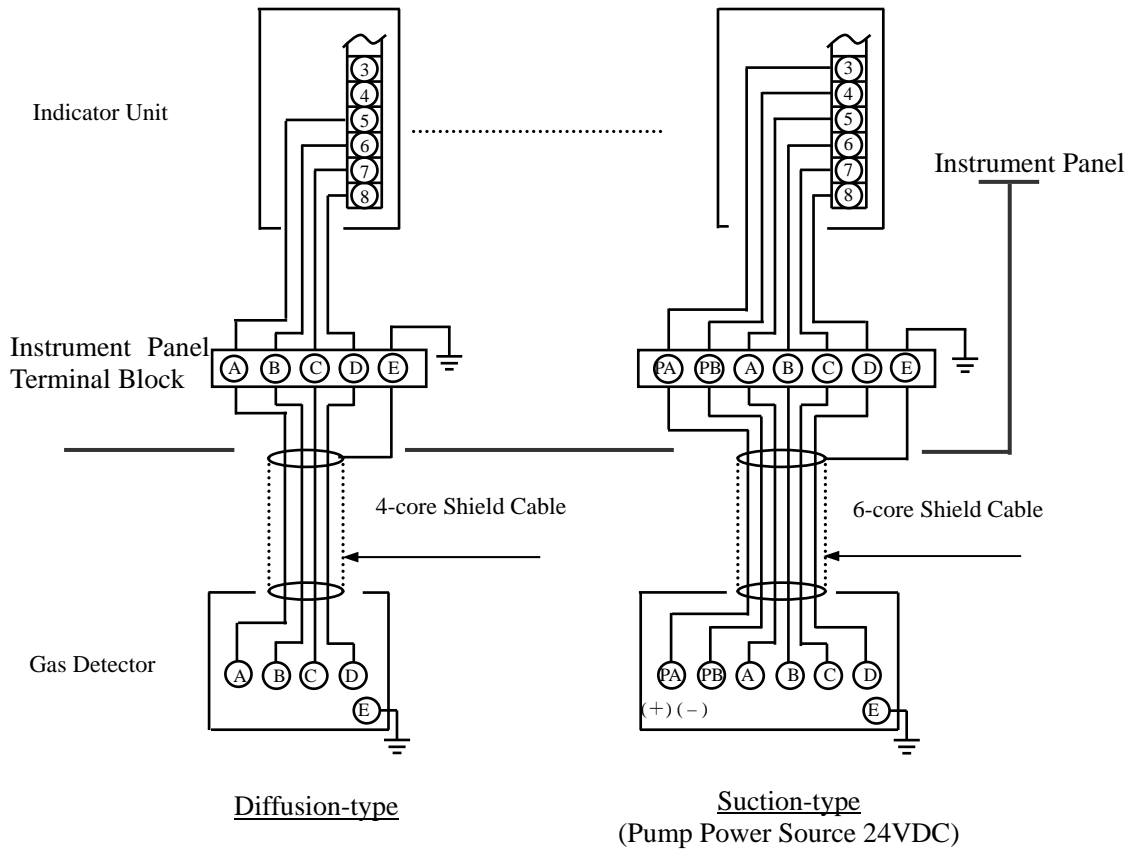 Indicator Unit
3
4
5
6
7
8
3
4
5
6
7
8
Instrument Panel
Instrument Panel
Terminal Block
A B C D E
PA PB A B C D E
4-core Shield Cable
6-core Shield Cable
Gas Detector
A B C D
E
PA PB A B C D
(+) (–)
E
Diffusion-type
Suction-type
(Pump Power Source 24VDC)